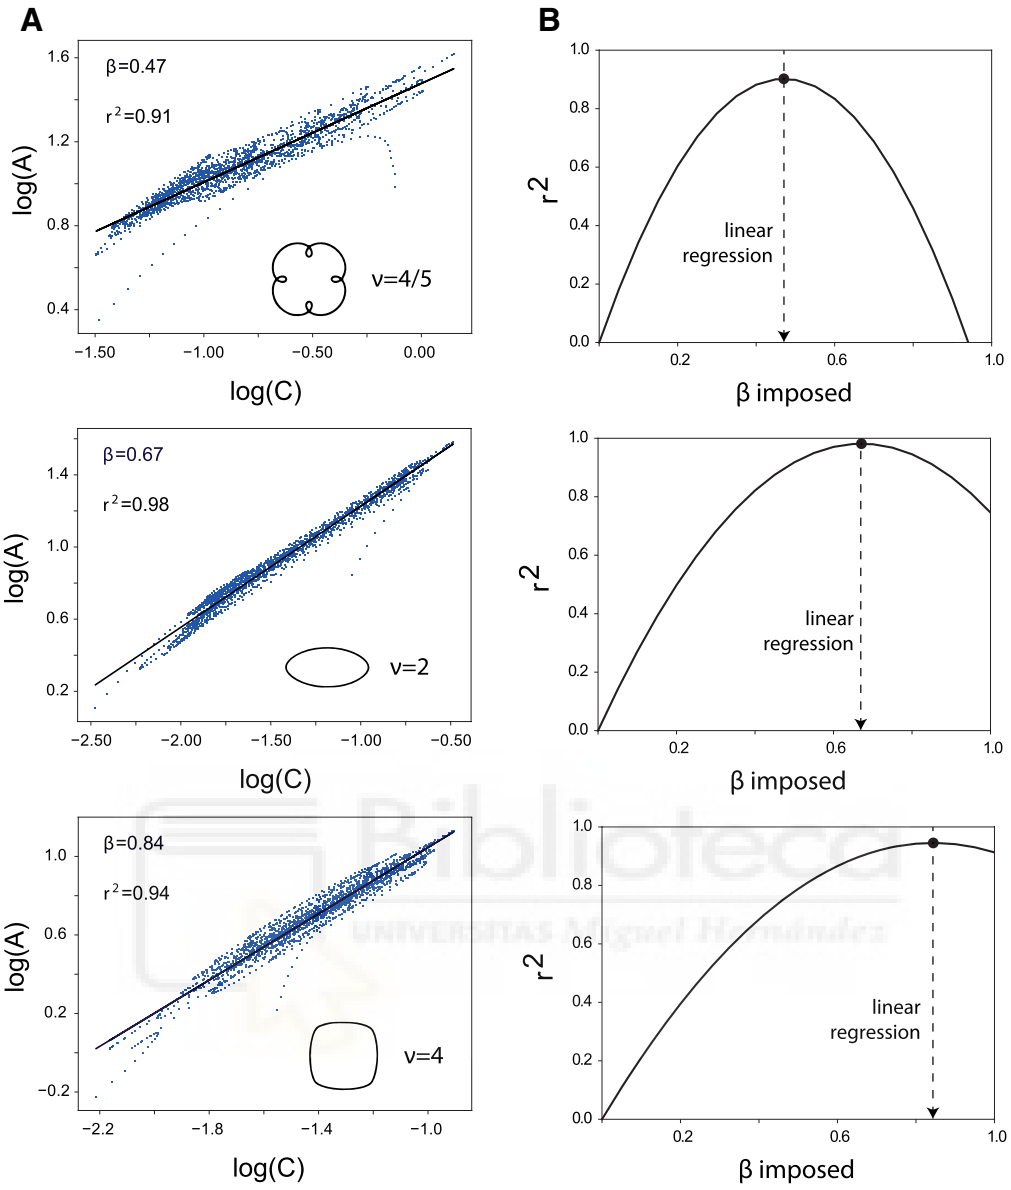 A
B
1.6
1.2
0.8
0.4
log(A)
β=0.47
r²=0.91
ν=4/5
−1.50
−1.00
−0.50
0.00
log(C)
1.0
0.8
0.6
0.4
0.2
0.0
r²
linear
regression
0.2
0.6
1.0
β imposed
1.4
1.0
0.6
0.2
log(A)
β=0.67
r²=0.98
ν=2
−2.50
−2.00
−1.50
−1.00
−0.50
log(C)
1.0
0.8
0.6
0.4
0.2
0.0
r²
linear
regression
0.2
0.6
1.0
β imposed
1.0
0.6
0.2
−0.2
log(A)
β=0.84
r²=0.94
ν=4
−2.2
−1.8
−1.4
−1.0
log(C)
1.0
0.8
0.6
0.4
0.2
0.0
r²
linear
regression
0.2
0.6
1.0
β imposed
Biblioteca
UNIVERSITAS Miguel Hernández